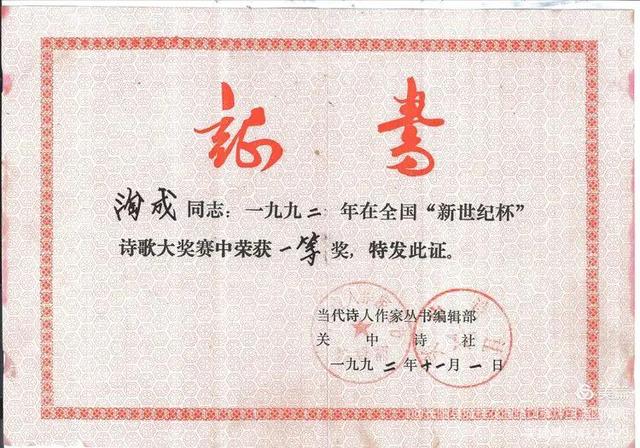 证书
海成同志：一九九二年在全国“新世纪杯”
诗歌大奖赛中荣获一等奖，特发此证。
当代诗人作家丛书编辑部
关中诗社
一九九二年十一月一日
美篇